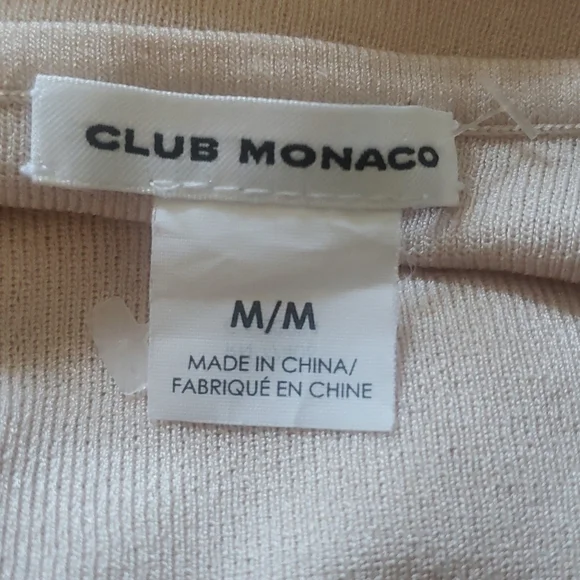 CLUB MONACO
M/M
MADE IN CHINA/
FABRIQUÉ EN CHINE